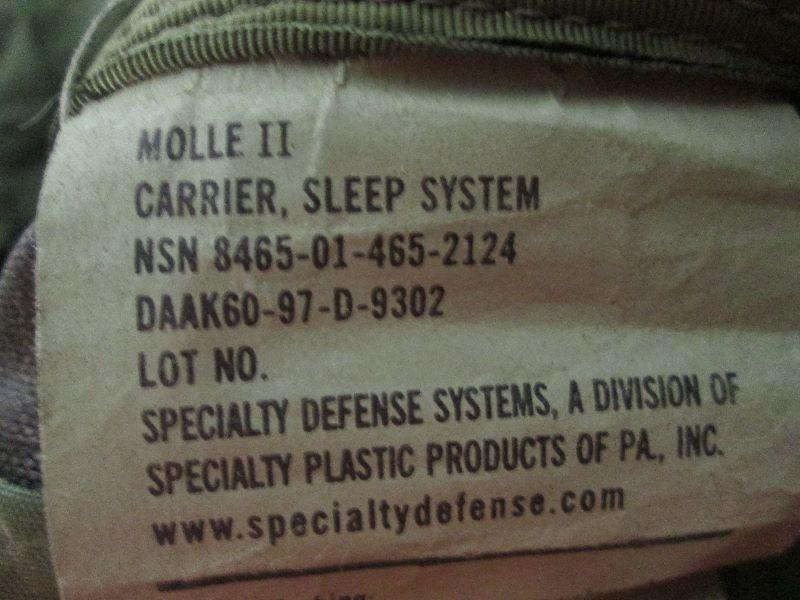 MOLLE II
CARRIER, SLEEP SYSTEM
NSN 8465-01-465-2124
DAAK60-97-D-9302
LOT NO.
SPECIALTY DEFENSE SYSTEMS, A DIVISION OF
SPECIALTY PLASTIC PRODUCTS OF PA., INC.
www.specialtydefense.com